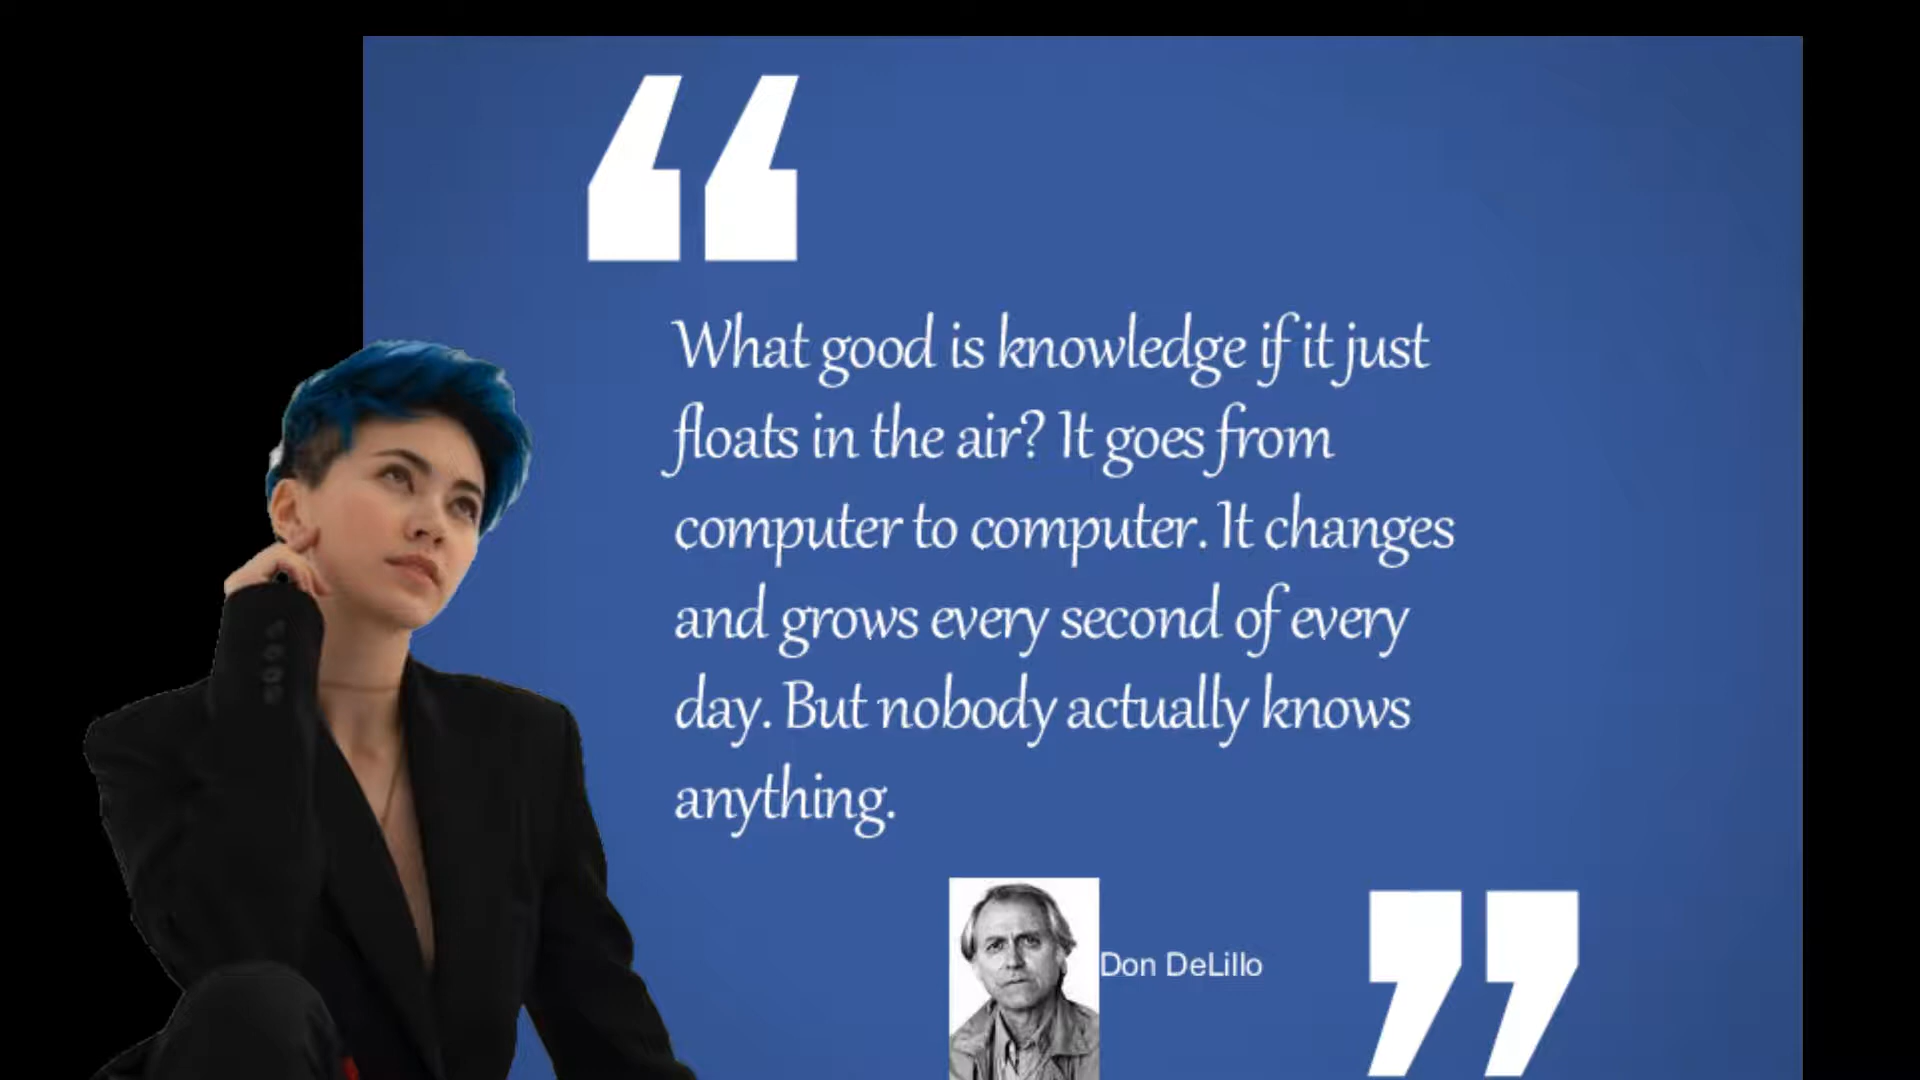 What good is knowledge if it just
floats in the air? It goes from
computer to computer. It changes
and grows every second of every
day. But nobody actually knows
anything.
Don DeLillo